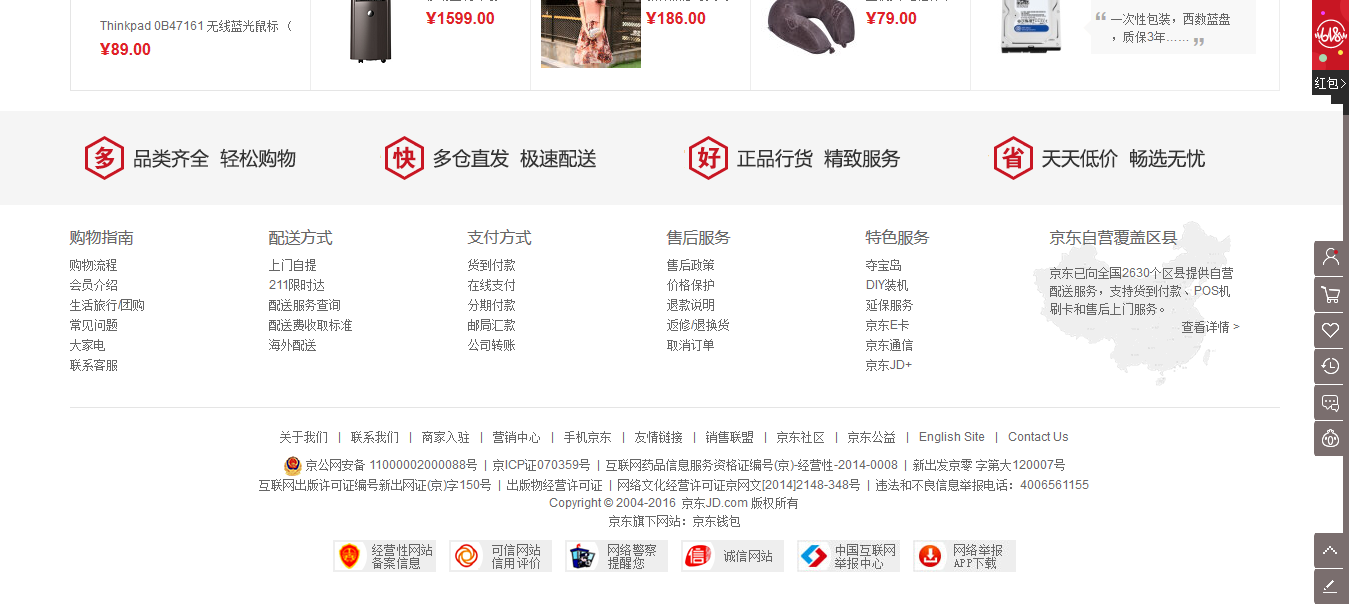 Thinkpad 0B47161 无线蓝光鼠标（
¥89.00
¥1599.00
¥186.00
¥79.00
一次性包装，西数蓝盘
，质保3年……
618
红包>
多 品类齐全 轻松购物
快 多仓直发 极速配送
好 正品行货 精致服务
省 天天低价 畅选无忧
购物指南
购物流程
会员介绍
生活旅行/团购
常见问题
大家电
联系客服
配送方式
上门自提
211限时达
配送服务查询
配送费收取标准
海外配送
支付方式
货到付款
在线支付
分期付款
邮局汇款
公司转账
售后服务
售后政策
价格保护
退款说明
返修/退换货
取消订单
特色服务
夺宝岛
DIY装机
延保服务
京东E卡
京东通信
京东JD+
京东自营覆盖区县
京东已向全国2630个区县提供自营
配送服务，支持货到付款、POS机
刷卡和售后上门服务。
查看详情 >
关于我们 | 联系我们 | 商家入驻 | 营销中心 | 手机京东 | 友情链接 | 销售联盟 | 京东社区 | 京东公益 | English Site | Contact Us
京公网安备 11000002000088号 | 京ICP证070359号 | 互联网药品信息服务资格证编号(京)-经营性-2014-0008 | 新出发京零 字第大120007号
互联网出版许可证编号新出网证(京)字150号 | 出版物经营许可证 | 网络文化经营许可证京网文[2014]2148-348号 | 违法和不良信息举报电话：4006561155
Copyright © 2004-2016 京东JD.com 版权所有
京东旗下网站：京东钱包
经营性网站
备案信息
可信网站
信用评价
网络警察
提醒您
信 诚信网站
中国互联网
举报中心
网络举报
APP下载